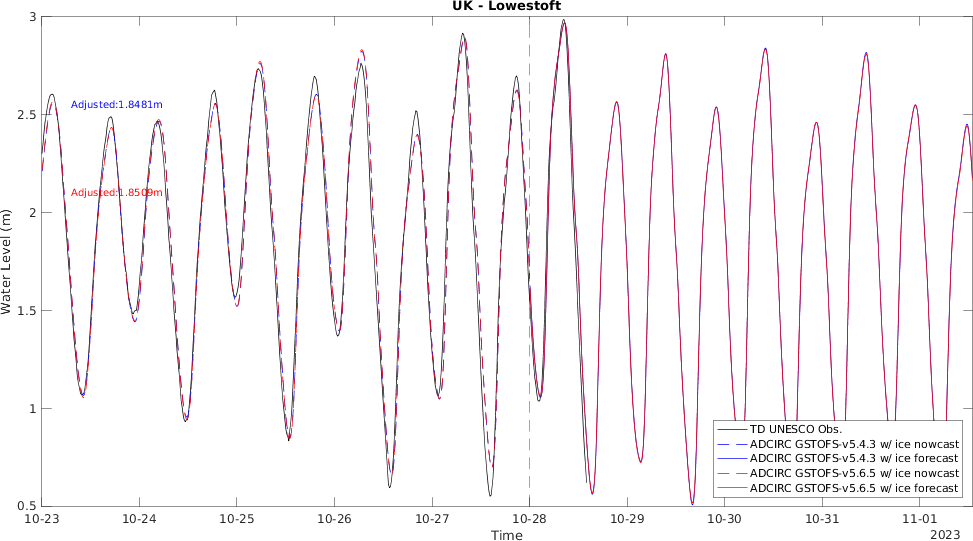 UK - Lowestoft
3
2.5
2
1.5
1
0.5
Water Level (m)
Adjusted:1.8481m
Adjusted:1.8509m
TD UNESCO Obs.
ADCIRC GSTOFS-v5.4.3 w/ ice nowcast
ADCIRC GSTOFS-v5.4.3 w/ ice forecast
ADCIRC GSTOFS-v5.6.5 w/ ice nowcast
ADCIRC GSTOFS-v5.6.5 w/ ice forecast
10-23 10-24 10-25 10-26 10-27 10-28 10-29 10-30 10-31 11-01
Time
2023